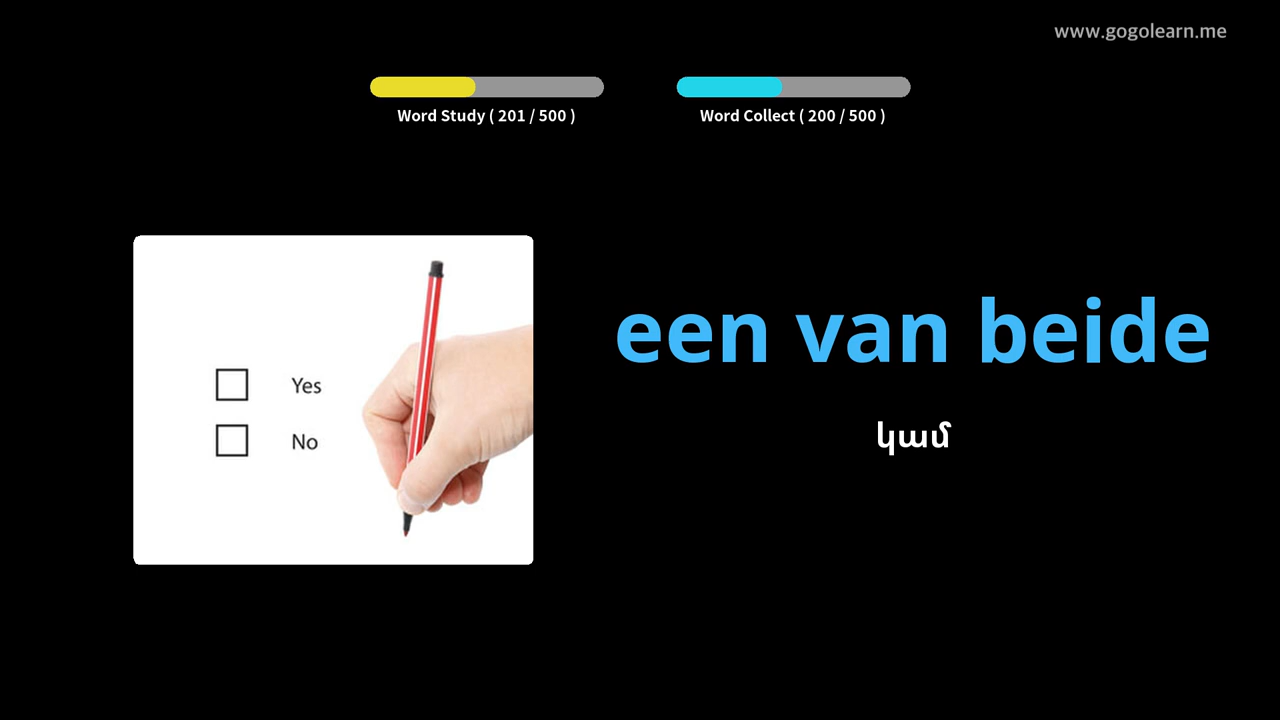 www.gogolearn.me
Word Study ( 201 / 500 )
Word Collect ( 200 / 500 )
Yes
No
een van beide
կամ